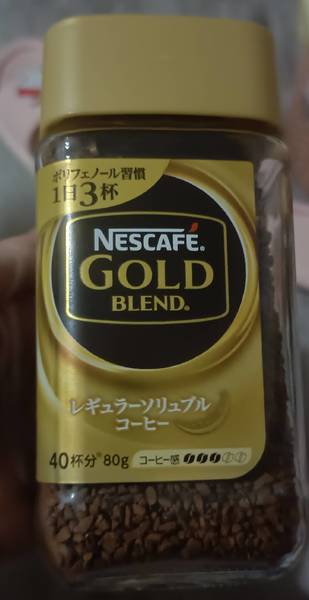 ポリフェノール習慣
1日3杯
NESCAFÉ®
GOLD
BLEND®
レギュラーソリュブル
コーヒー
40杯分※80g コーヒー感